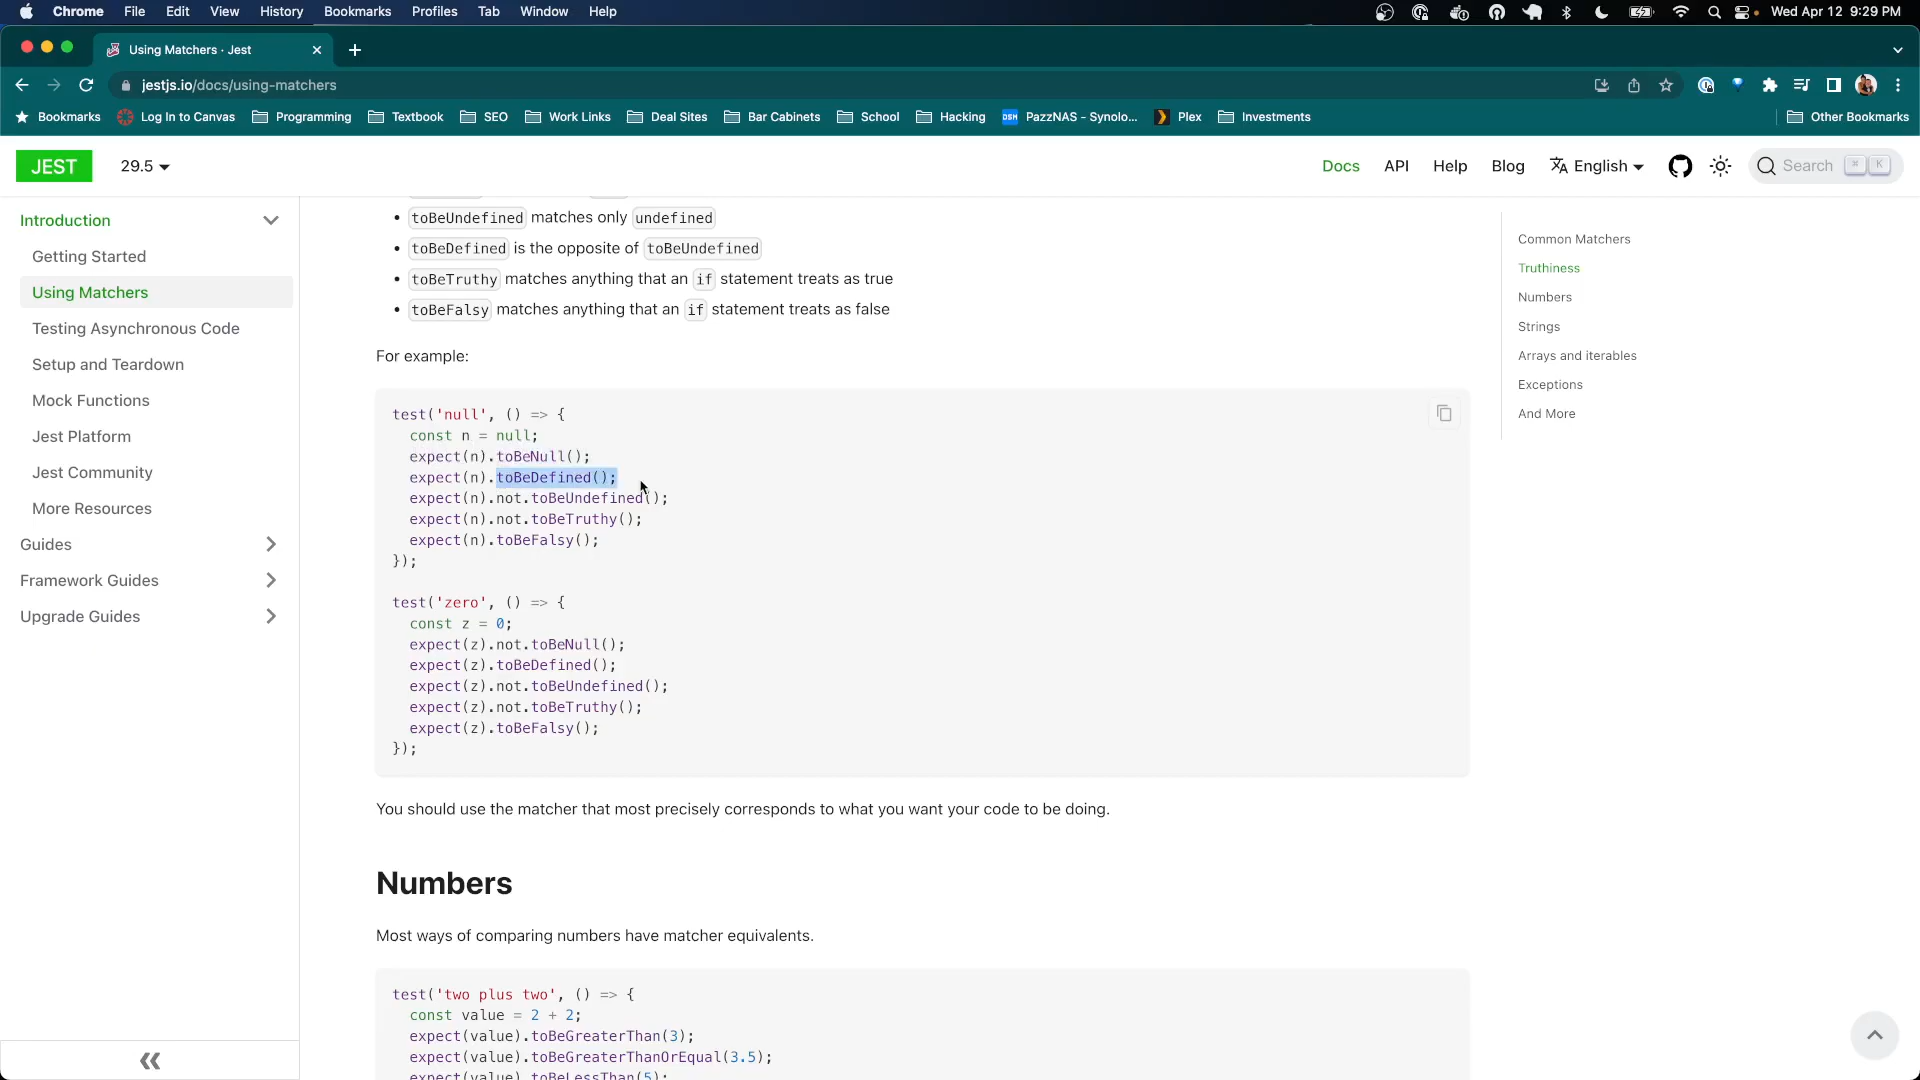 Chrome File Edit View History Bookmarks Profiles Tab Window Help Wed Apr 12 9:29 PM
Using Matchers · Jest
jestjs.io/docs/using-matchers
Bookmarks Log In to Canvas Programming Textbook SEO Work Links Deal Sites Bar Cabinets School Hacking PazzNAS - Synolo... Plex Investments Other Bookmarks
JEST 29.5 Docs API Help Blog English Search K
Introduction
Getting Started
Using Matchers
Testing Asynchronous Code
Setup and Teardown
Mock Functions
Jest Platform
Jest Community
More Resources
Guides
Framework Guides
Upgrade Guides
• toBeUndefined matches only undefined
• toBeDefined is the opposite of toBeUndefined
• toBeTruthy matches anything that an if statement treats as true
• toBeFalsy matches anything that an if statement treats as false
For example:
test('null', () => {
  const n = null;
  expect(n).toBeNull();
  expect(n).toBeDefined();
  expect(n).not.toBeUndefined();
  expect(n).not.toBeTruthy();
  expect(n).toBeFalsy();
});
test('zero', () => {
  const z = 0;
  expect(z).not.toBeNull();
  expect(z).toBeDefined();
  expect(z).not.toBeUndefined();
  expect(z).not.toBeTruthy();
  expect(z).toBeFalsy();
});
You should use the matcher that most precisely corresponds to what you want your code to be doing.
Numbers
Most ways of comparing numbers have matcher equivalents.
test('two plus two', () => {
  const value = 2 + 2;
  expect(value).toBeGreaterThan(3);
  expect(value).toBeGreaterThanOrEqual(3.5);
  expect(value).toBeLessThan(5);
Common Matchers
Truthiness
Numbers
Strings
Arrays and iterables
Exceptions
And More